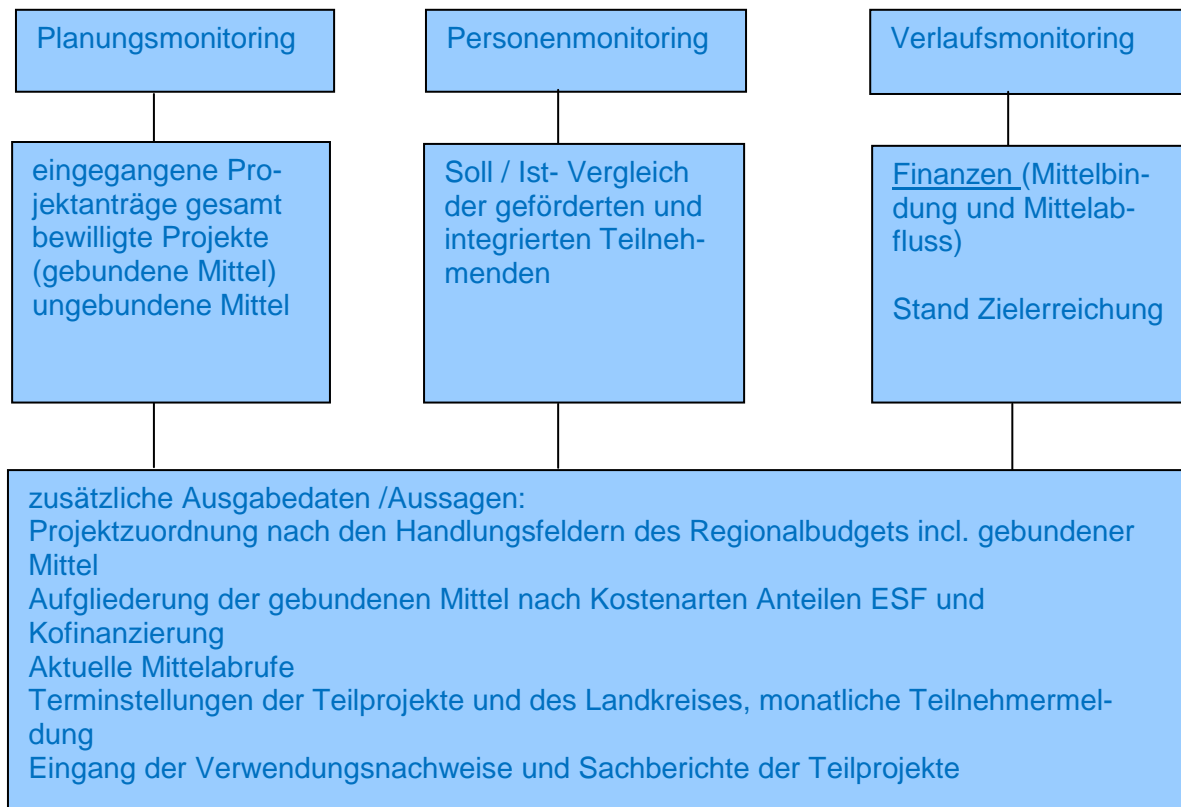 Planungsmonitoring
Personenmonitoring
Verlaufsmonitoring
eingegangene Pro-
jektanträge gesamt
bewilligte Projekte
(gebundene Mittel)
ungebundene Mittel
Soll / Ist- Vergleich
der geförderten und
integrierten Teilneh-
menden
Finanzen (Mittelbin-
dung und Mittelab-
fluss)
Stand Zielerreichung
zusätzliche Ausgabedaten /Aussagen:
Projektzuordnung nach den Handlungsfeldern des Regionalbudgets incl. gebundener
Mittel
Aufgliederung der gebundenen Mittel nach Kostenarten Anteilen ESF und
Kofinanzierung
Aktuelle Mittelabrufe
Terminstellungen der Teilprojekte und des Landkreises, monatliche Teilnehmermel-
dung
Eingang der Verwendungsnachweise und Sachberichte der Teilprojekte